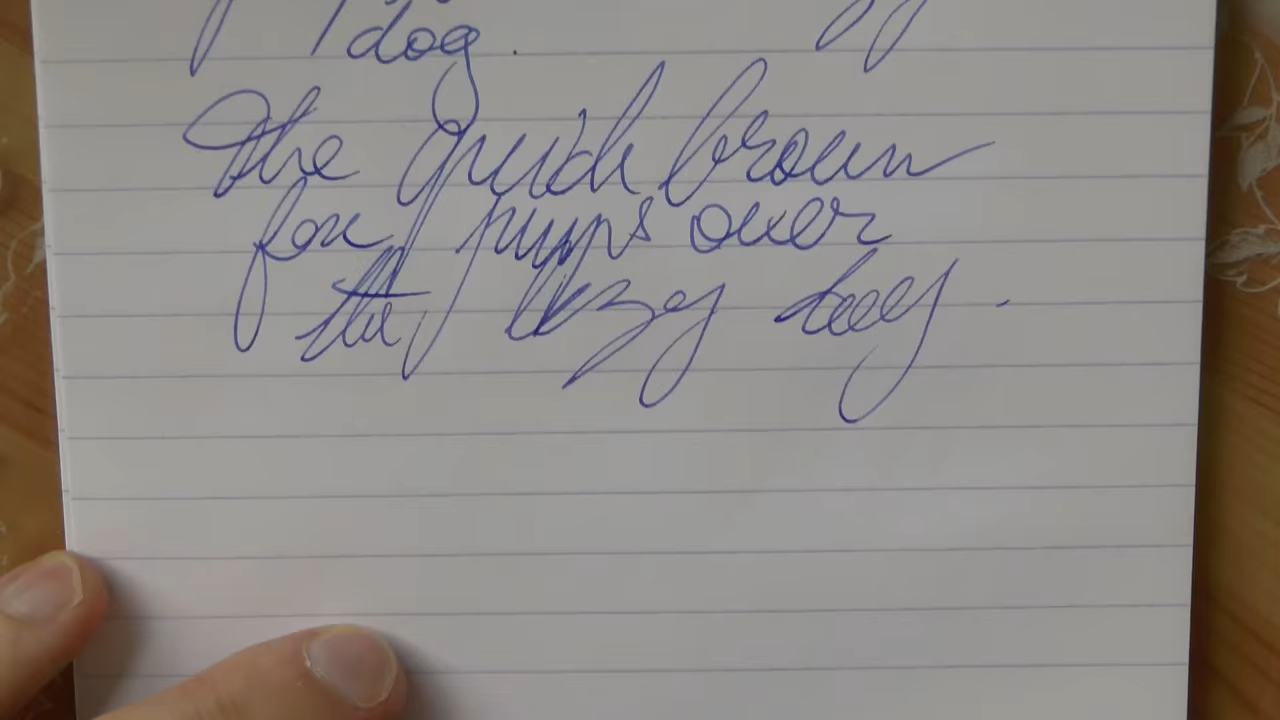 dog.
the quick brown
fox jumps over
the lazy dog.